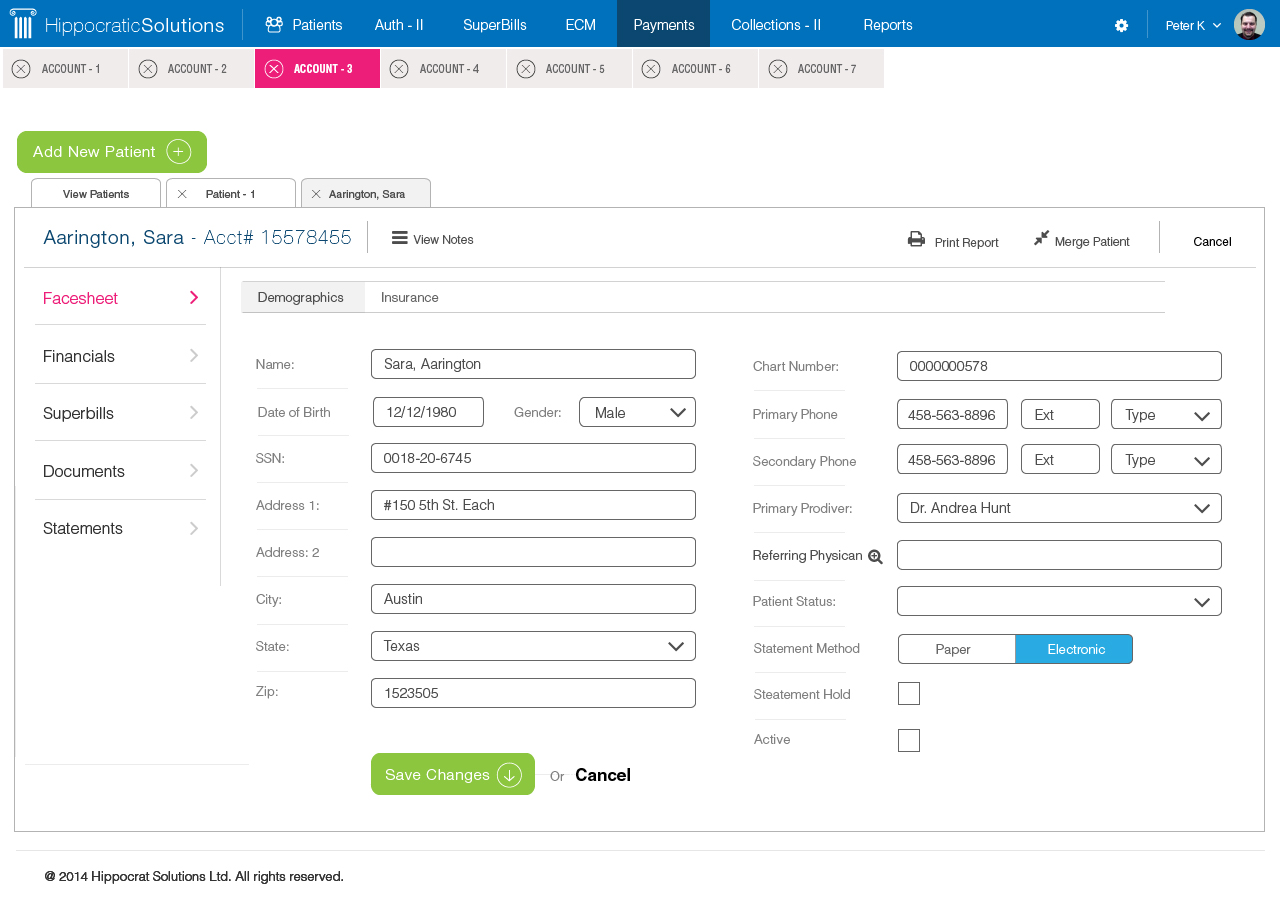 HippocraticSolutions Patients Auth - II SuperBills ECM Payments Collections - II Reports Peter K
ACCOUNT - 1 ACCOUNT - 2 ACCOUNT - 3 ACCOUNT - 4 ACCOUNT - 5 ACCOUNT - 6 ACCOUNT - 7
Add New Patient
View Patients Patient - 1 Aarington, Sara
Aarington, Sara - Acct# 15578455 View Notes Print Report Merge Patient Cancel
Facesheet
Financials
Superbills
Documents
Statements
Demographics Insurance
Name: Sara, Aarington
Date of Birth 12/12/1980 Gender: Male
SSN: 0018-20-6745
Address 1: #150 5th St. Each
Address: 2
City: Austin
State: Texas
Zip: 1523505
Chart Number: 0000000578
Primary Phone 458-563-8896 Ext Type
Secondary Phone 458-563-8896 Ext Type
Primary Prodiver: Dr. Andrea Hunt
Referring Physican
Patient Status:
Statement Method Paper Electronic
Steatement Hold
Active
Save Changes Or Cancel
@ 2014 Hippocrat Solutions Ltd. All rights reserved.